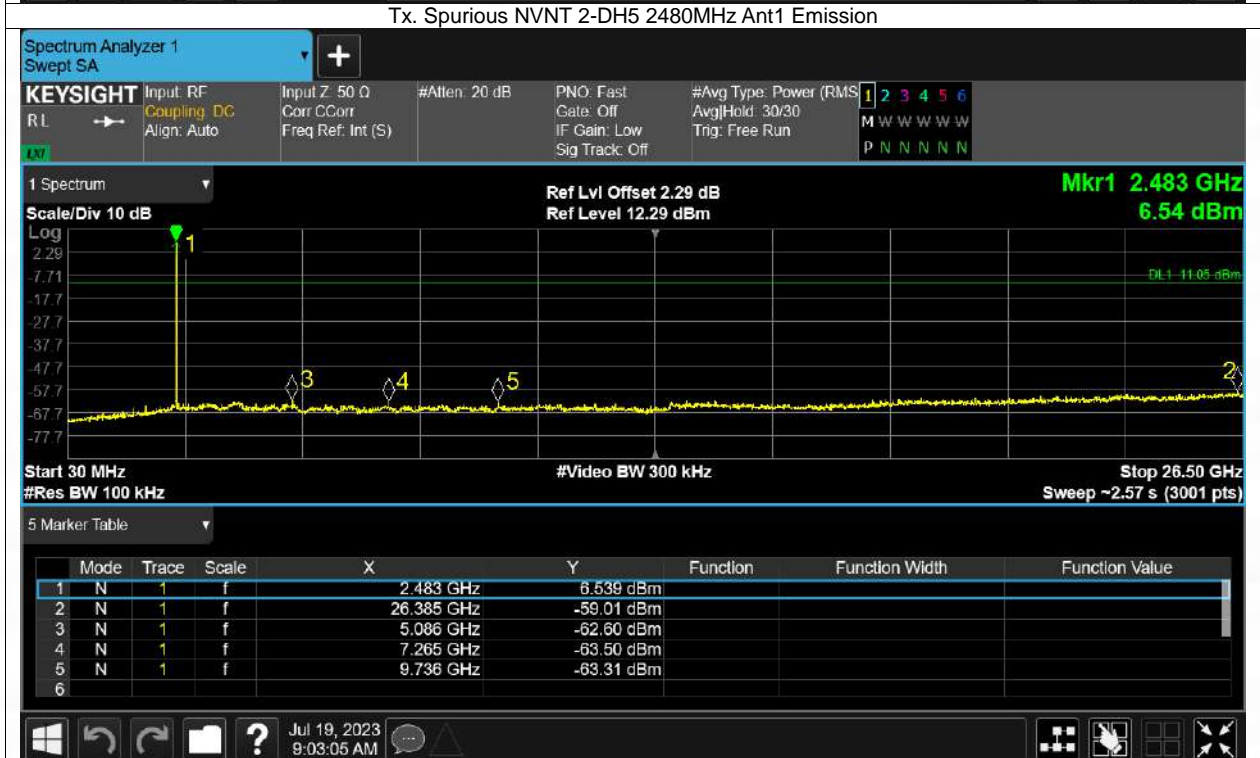 Tx. Spurious NVNT 2-DH5 2480MHz Ant1 Emission
Spectrum Analyzer 1
Swept SA
+
KEYSIGHT Input: RF Input Z: 50 Ω #Atten: 20 dB PNO: Fast #Avg Type: Power (RMS 1 2 3 4 5 6
RL Coupling: DC Corr CCorr Gate: Off Avg|Hold: 30/30 M W W W W W
Align: Auto Freq Ref: Int (S) IF Gain: Low Trig: Free Run
LXI Sig Track: Off P N N N N N
1 Spectrum Ref Lvl Offset 2.29 dB Mkr1 2.483 GHz
Scale/Div 10 dB Ref Level 12.29 dBm 6.54 dBm
Log
1
2.29
-7.71 DL1 -11.05 dBm
-17.7
-27.7
-37.7
-47.7 2
3 4 5
-57.7
-67.7
-77.7
Start 30 MHz #Video BW 300 kHz Stop 26.50 GHz
#Res BW 100 kHz Sweep ~2.57 s (3001 pts)
5 Marker Table
Mode Trace Scale X Y Function Function Width Function Value
1 N 1 f 2.483 GHz 6.539 dBm
2 N 1 f 26.385 GHz -59.01 dBm
3 N 1 f 5.086 GHz -62.60 dBm
4 N 1 f 7.265 GHz -63.50 dBm
5 N 1 f 9.736 GHz -63.31 dBm
6
? Jul 19, 2023
9:03:05 AM